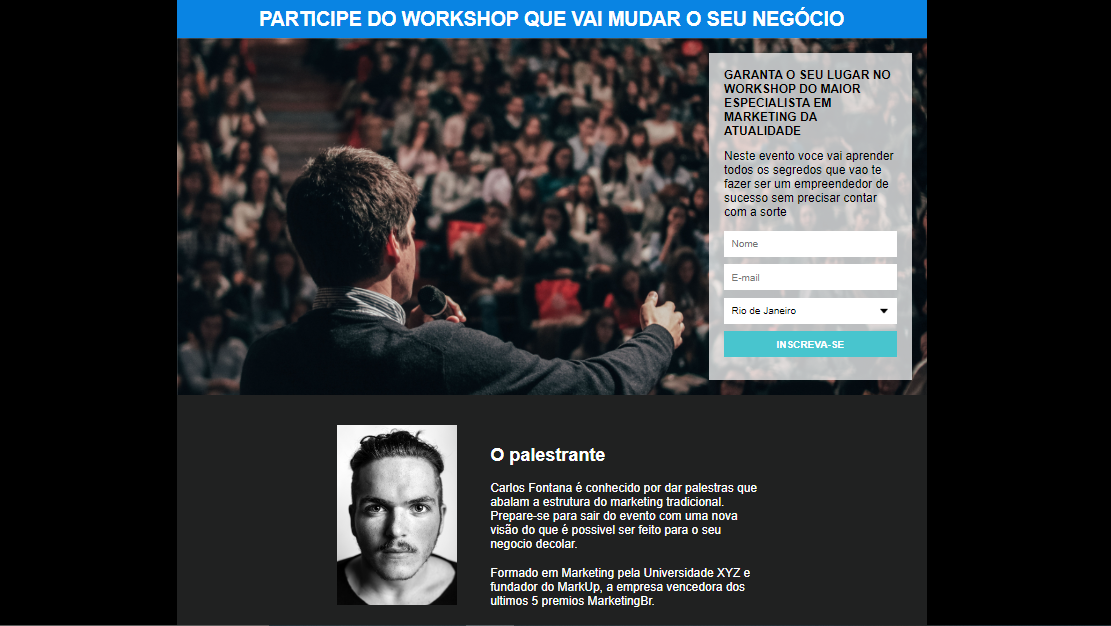 PARTICIPE DO WORKSHOP QUE VAI MUDAR O SEU NEGÓCIO
GARANTA O SEU LUGAR NO
WORKSHOP DO MAIOR
ESPECIALISTA EM
MARKETING DA
ATUALIDADE
Neste evento voce vai aprender
todos os segredos que vao te
fazer ser um empreendedor de
sucesso sem precisar contar
com a sorte
Nome
E-mail
Rio de Janeiro
INSCREVA-SE
O palestrante
Carlos Fontana é conhecido por dar palestras que
abalam a estrutura do marketing tradicional.
Prepare-se para sair do evento com uma nova
visão do que é possivel ser feito para o seu
negocio decolar.
Formado em Marketing pela Universidade XYZ e
fundador do MarkUp, a empresa vencedora dos
ultimos 5 premios MarketingBr.